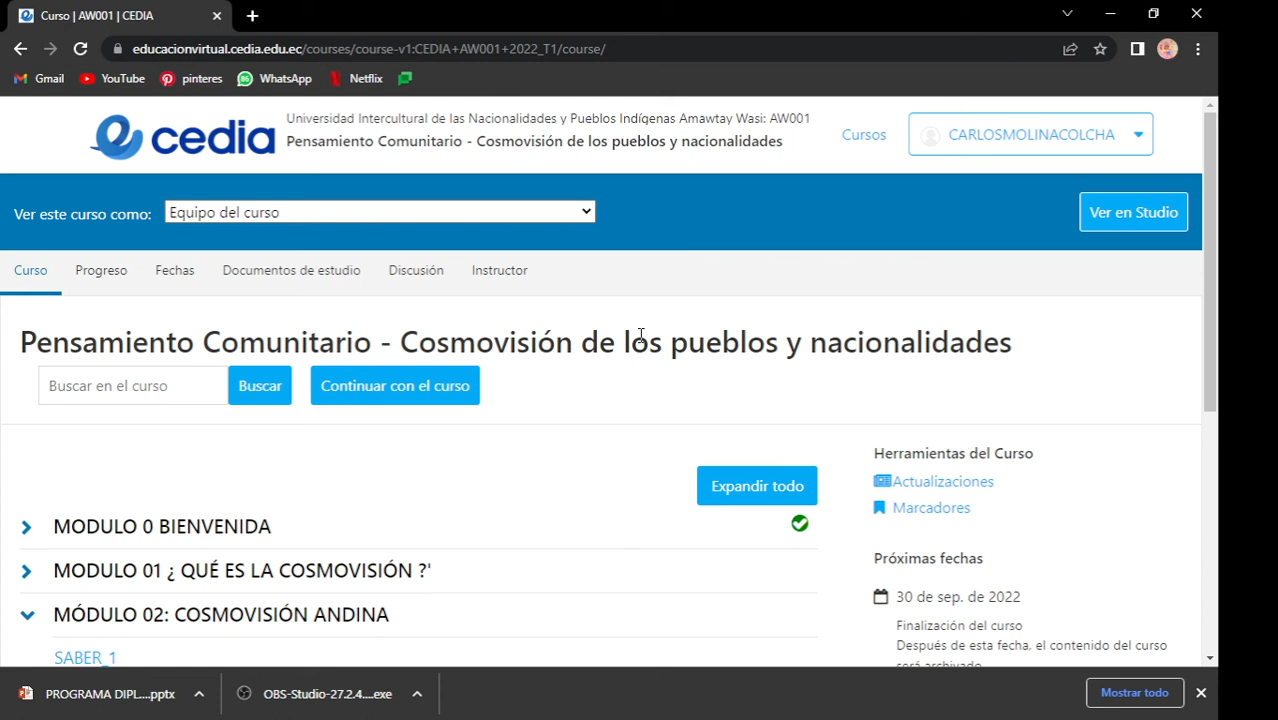 Curso | AW001 | CEDIA
educacionvirtual.cedia.edu.ec/courses/course-v1:CEDIA+AW001+2022_T1/course/
Gmail YouTube pinteres WhatsApp Netflix
cedia
Universidad Intercultural de las Nacionalidades y Pueblos Indígenas Amawtay Wasi: AW001
Pensamiento Comunitario - Cosmovisión de los pueblos y nacionalidades
Cursos
CARLOSMOLINACOLCHA
Ver este curso como: Equipo del curso
Ver en Studio
Curso Progreso Fechas Documentos de estudio Discusión Instructor
Pensamiento Comunitario - Cosmovisión de los pueblos y nacionalidades
Buscar en el curso Buscar Continuar con el curso
Expandir todo
MODULO 0 BIENVENIDA
MODULO 01 ¿ QUÉ ES LA COSMOVISIÓN ?'
MÓDULO 02: COSMOVISIÓN ANDINA
SABER_1
Herramientas del Curso
Actualizaciones
Marcadores
Próximas fechas
30 de sep. de 2022
Finalización del curso
Después de esta fecha, el contenido del curso
será archivado
PROGRAMA DIPL....pptx OBS-Studio-27.2.4....exe Mostrar todo